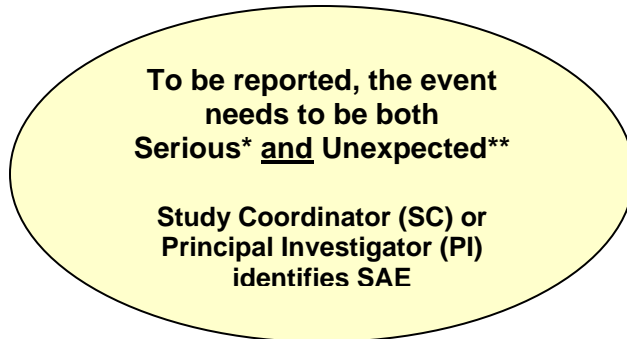 To be reported, the event
needs to be both
Serious* and Unexpected**
Study Coordinator (SC) or
Principal Investigator (PI)
identifies SAE